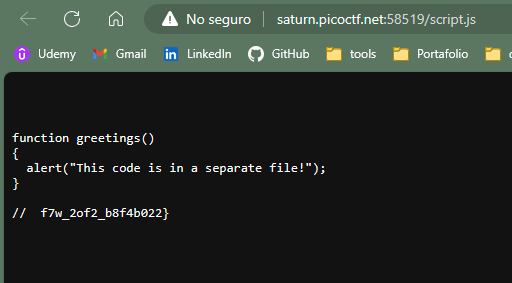 No seguro saturn.picoctf.net:58519/script.js
Udemy Gmail LinkedIn GitHub tools Portafolio
function greetings()
{
  alert("This code is in a separate file!");
}
//  f7w_2of2_b8f4b022}